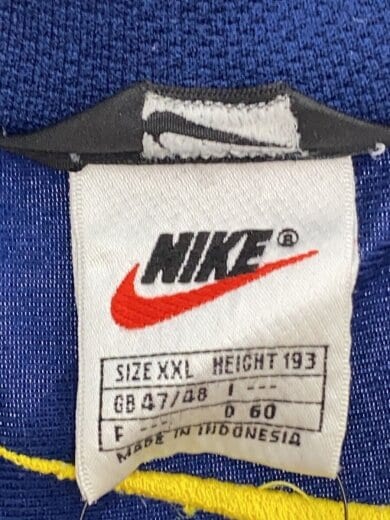 NIKE®
SIZE XXL HEIGHT 193
GB 47/48 I ---
F --- D 60
MADE IN INDONESIA